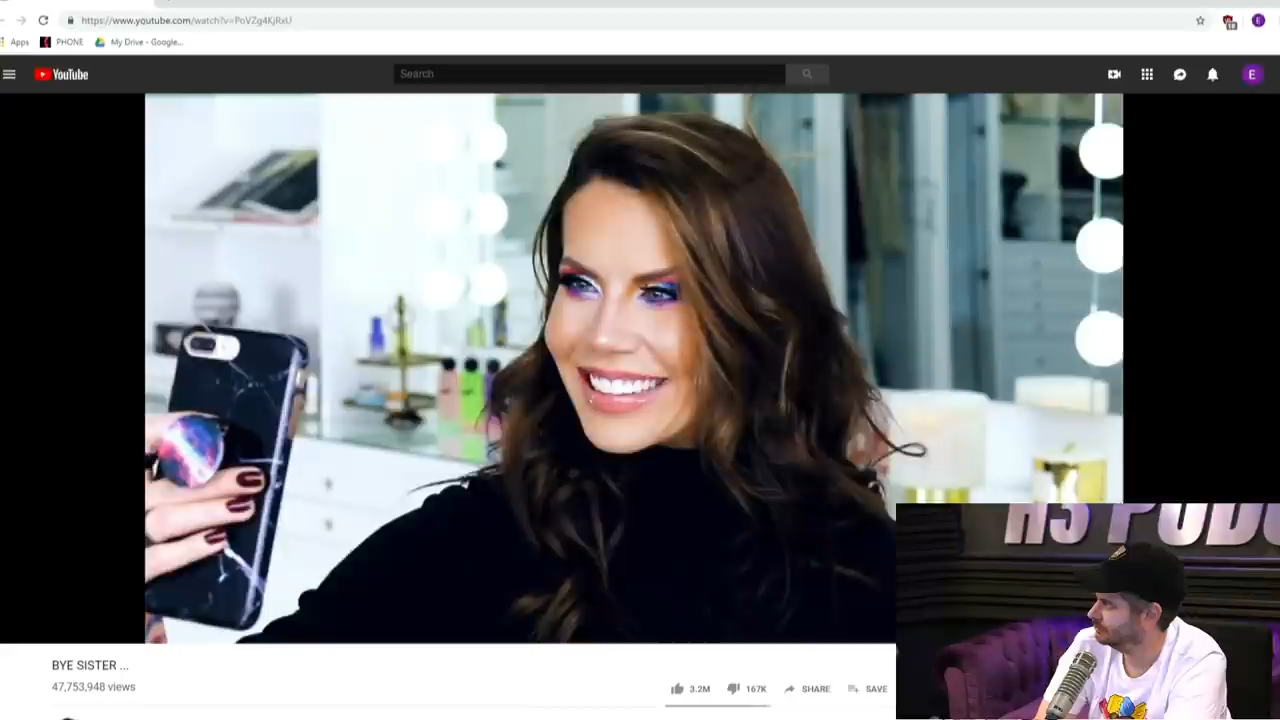 https://www.youtube.com/watch?v=PoVZg4KjRxU
Apps PHONE My Drive - Google...
YouTube Search E
BYE SISTER ...
47,753,948 views
3.2M 167K SHARE SAVE
H3 PODC